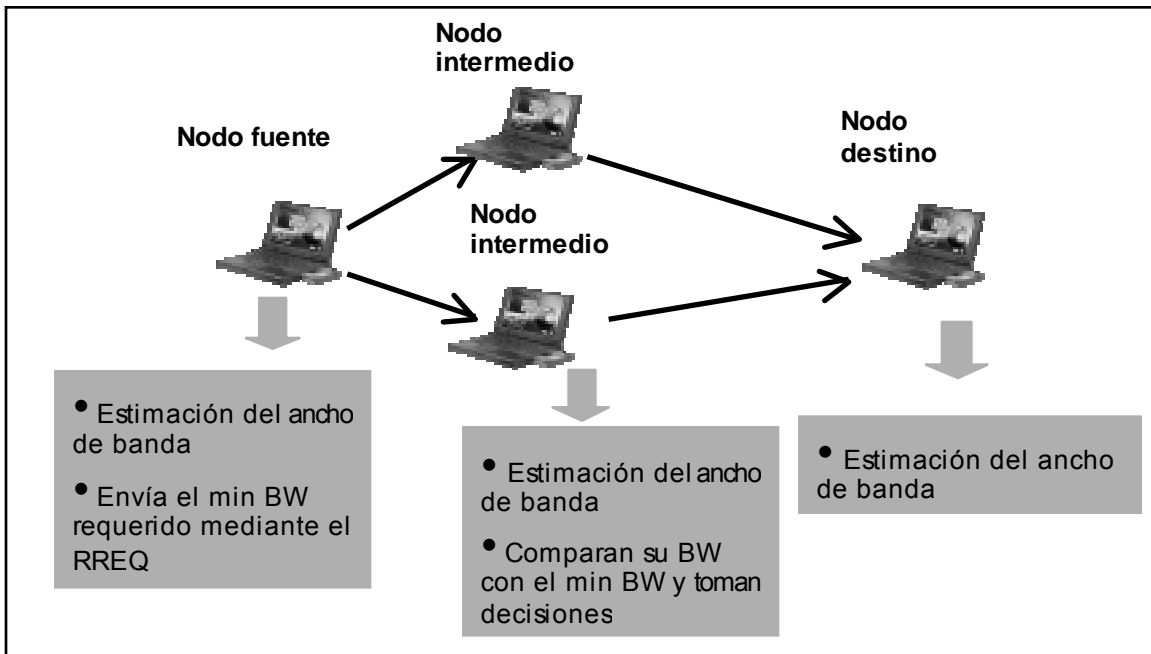 Nodo
intermedio
Nodo fuente
Nodo
destino
Nodo
intermedio
• Estimación del ancho
de banda
• Envía el min BW
requerido mediante el
RREQ
• Estimación del ancho
de banda
• Comparan su BW
con el min BW y toman
decisiones
• Estimación del ancho
de banda